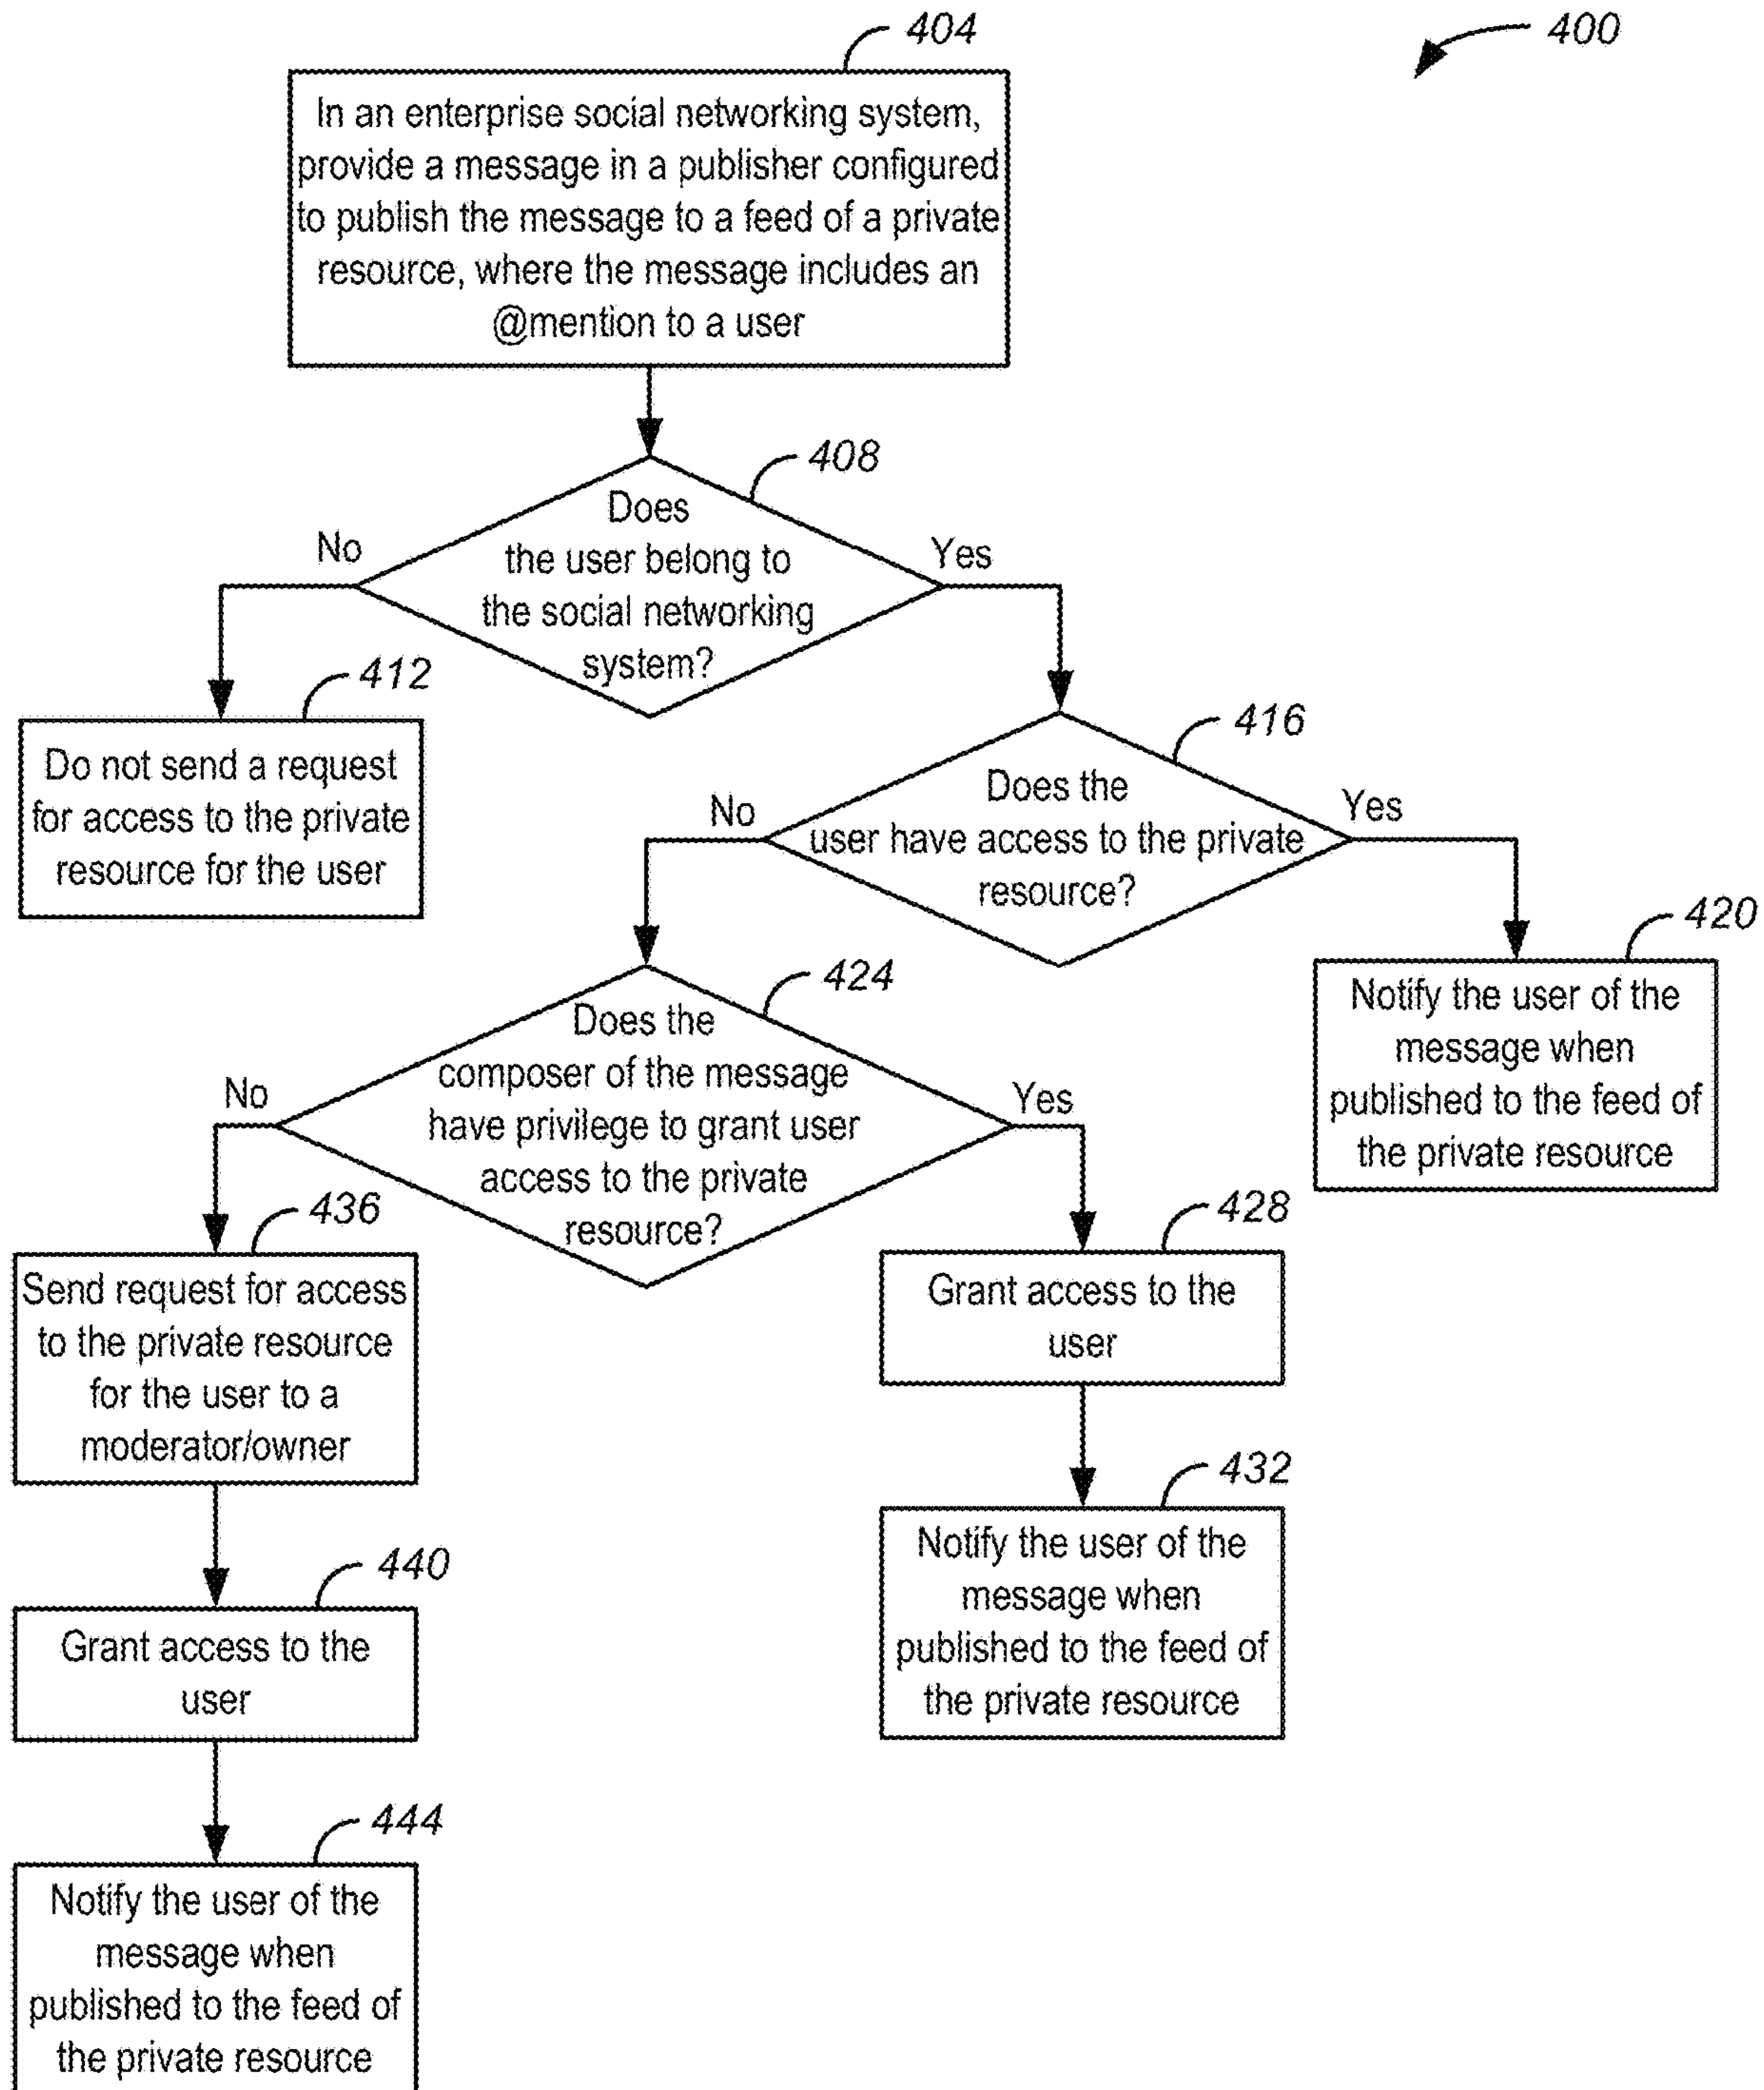 404
400
In an enterprise social networking system,
provide a message in a publisher configured
to publish the message to a feed of a private
resource, where the message includes an
@mention to a user
408
Does
the user belong to
the social networking
system?
No
Yes
412
Do not send a request
for access to the private
resource for the user
416
Does the
user have access to the private
resource?
No
Yes
420
Notify the user of the
message when
published to the feed of
the private resource
424
Does the
composer of the message
have privilege to grant user
access to the private
resource?
No
Yes
436
Send request for access
to the private resource
for the user to a
moderator/owner
428
Grant access to the
user
432
Notify the user of the
message when
published to the feed of
the private resource
440
Grant access to the
user
444
Notify the user of the
message when
published to the feed of
the private resource